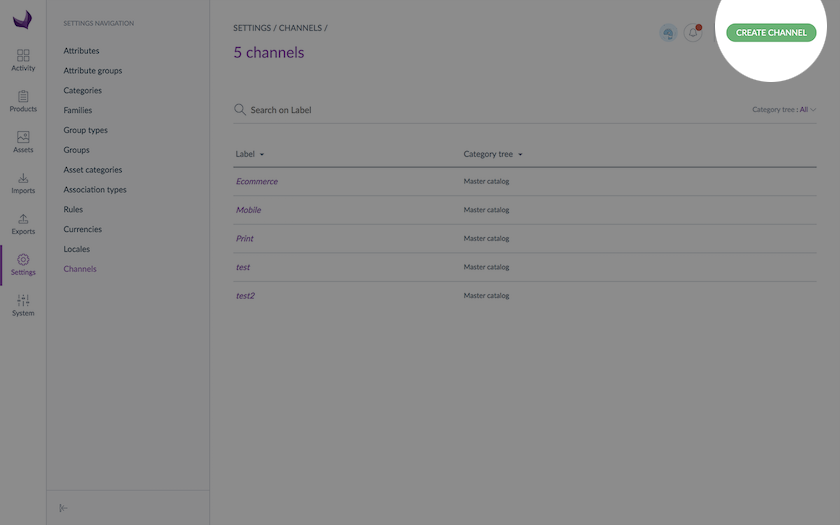 Activity
Products
Assets
Imports
Exports
Settings
System
SETTINGS NAVIGATION
Attributes
Attribute groups
Categories
Families
Group types
Groups
Asset categories
Association types
Rules
Currencies
Locales
Channels
SETTINGS / CHANNELS /
CREATE CHANNEL
5 channels
Search on Label
Category tree : All
Label Category tree
Ecommerce Master catalog
Mobile Master catalog
Print Master catalog
test Master catalog
test2 Master catalog